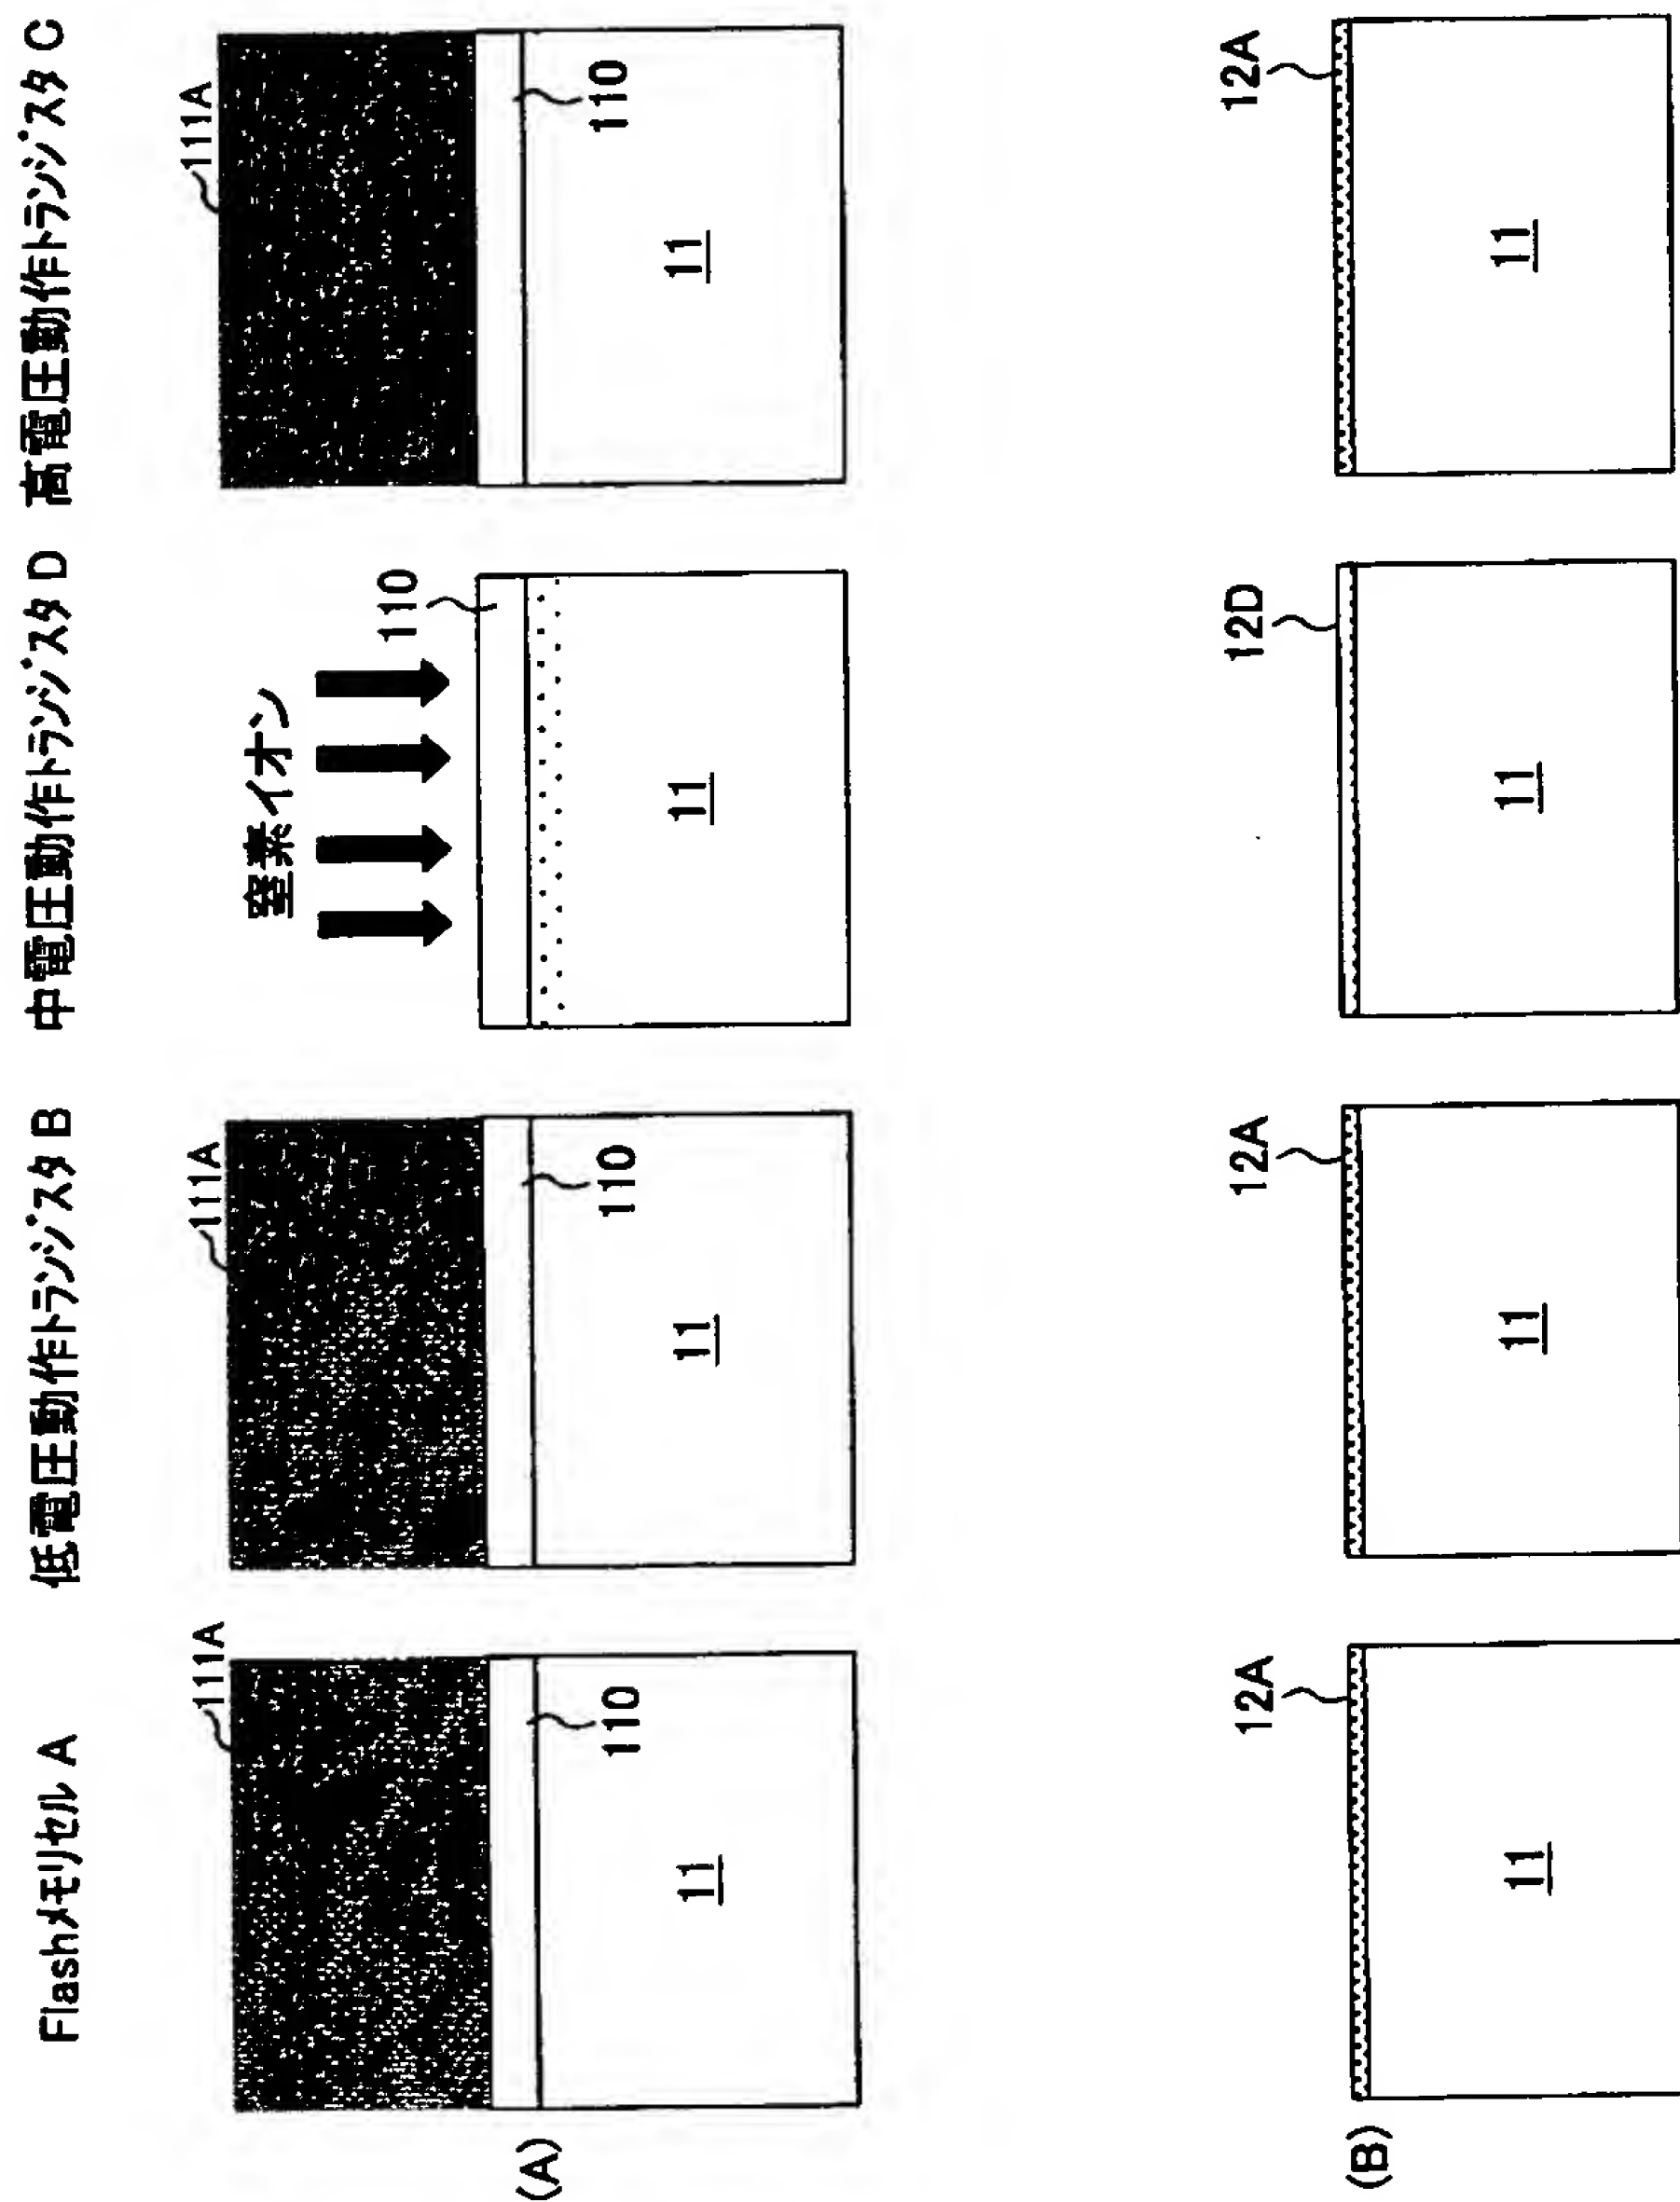 Flashメモリセル A
低電圧動作トランジスタ B
中電圧動作トランジスタ D
高電圧動作トランジスタ C
(A)
111A
110
11
111A
110
11
窒素イオン
110
11
111A
110
11
(B)
12A
11
12A
11
12D
11
12A
11